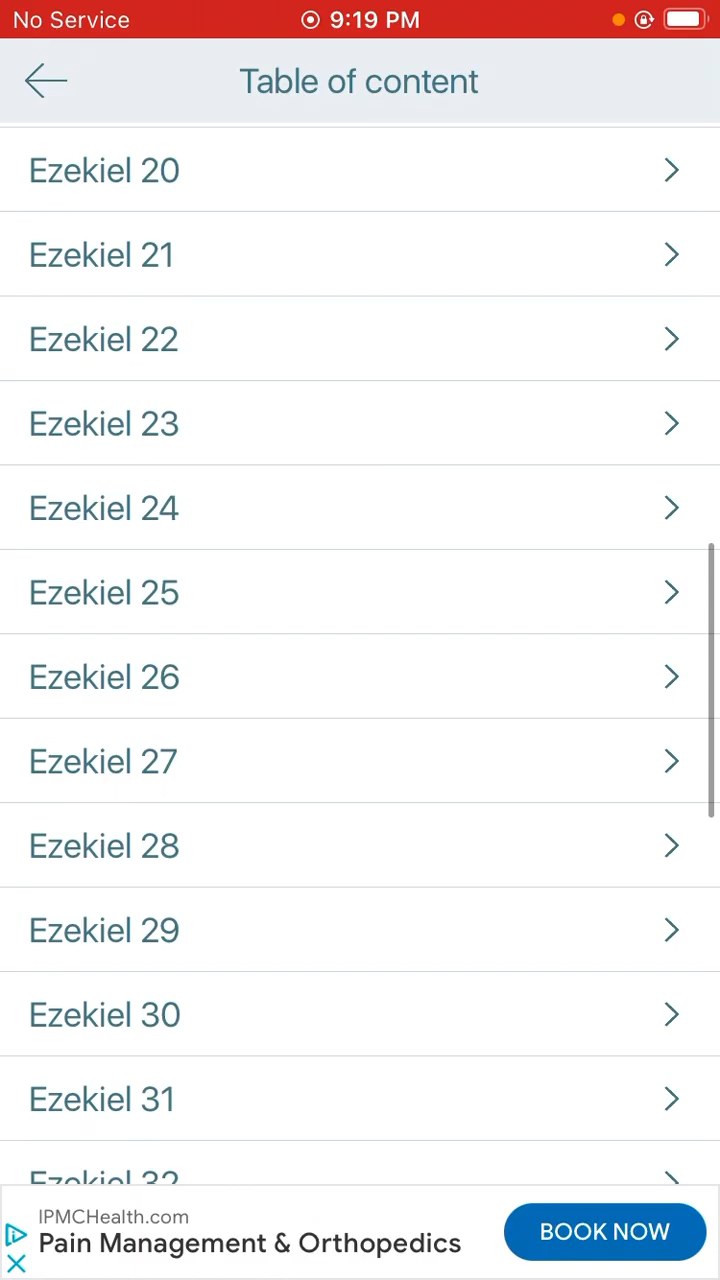 No Service 9:19 PM
Table of content
Ezekiel 20
Ezekiel 21
Ezekiel 22
Ezekiel 23
Ezekiel 24
Ezekiel 25
Ezekiel 26
Ezekiel 27
Ezekiel 28
Ezekiel 29
Ezekiel 30
Ezekiel 31
Ezekiel 32
IPMCHealth.com
Pain Management & Orthopedics
BOOK NOW